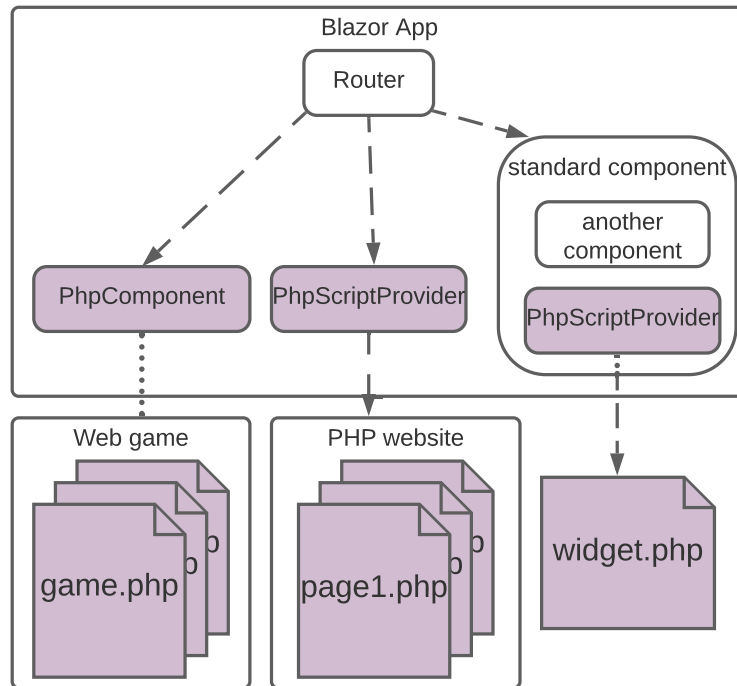 Blazor App
Router
standard component
another
component
PhpComponent
PhpScriptProvider
PhpScriptProvider
Web game
PHP website
game.php
page1.php
widget.php